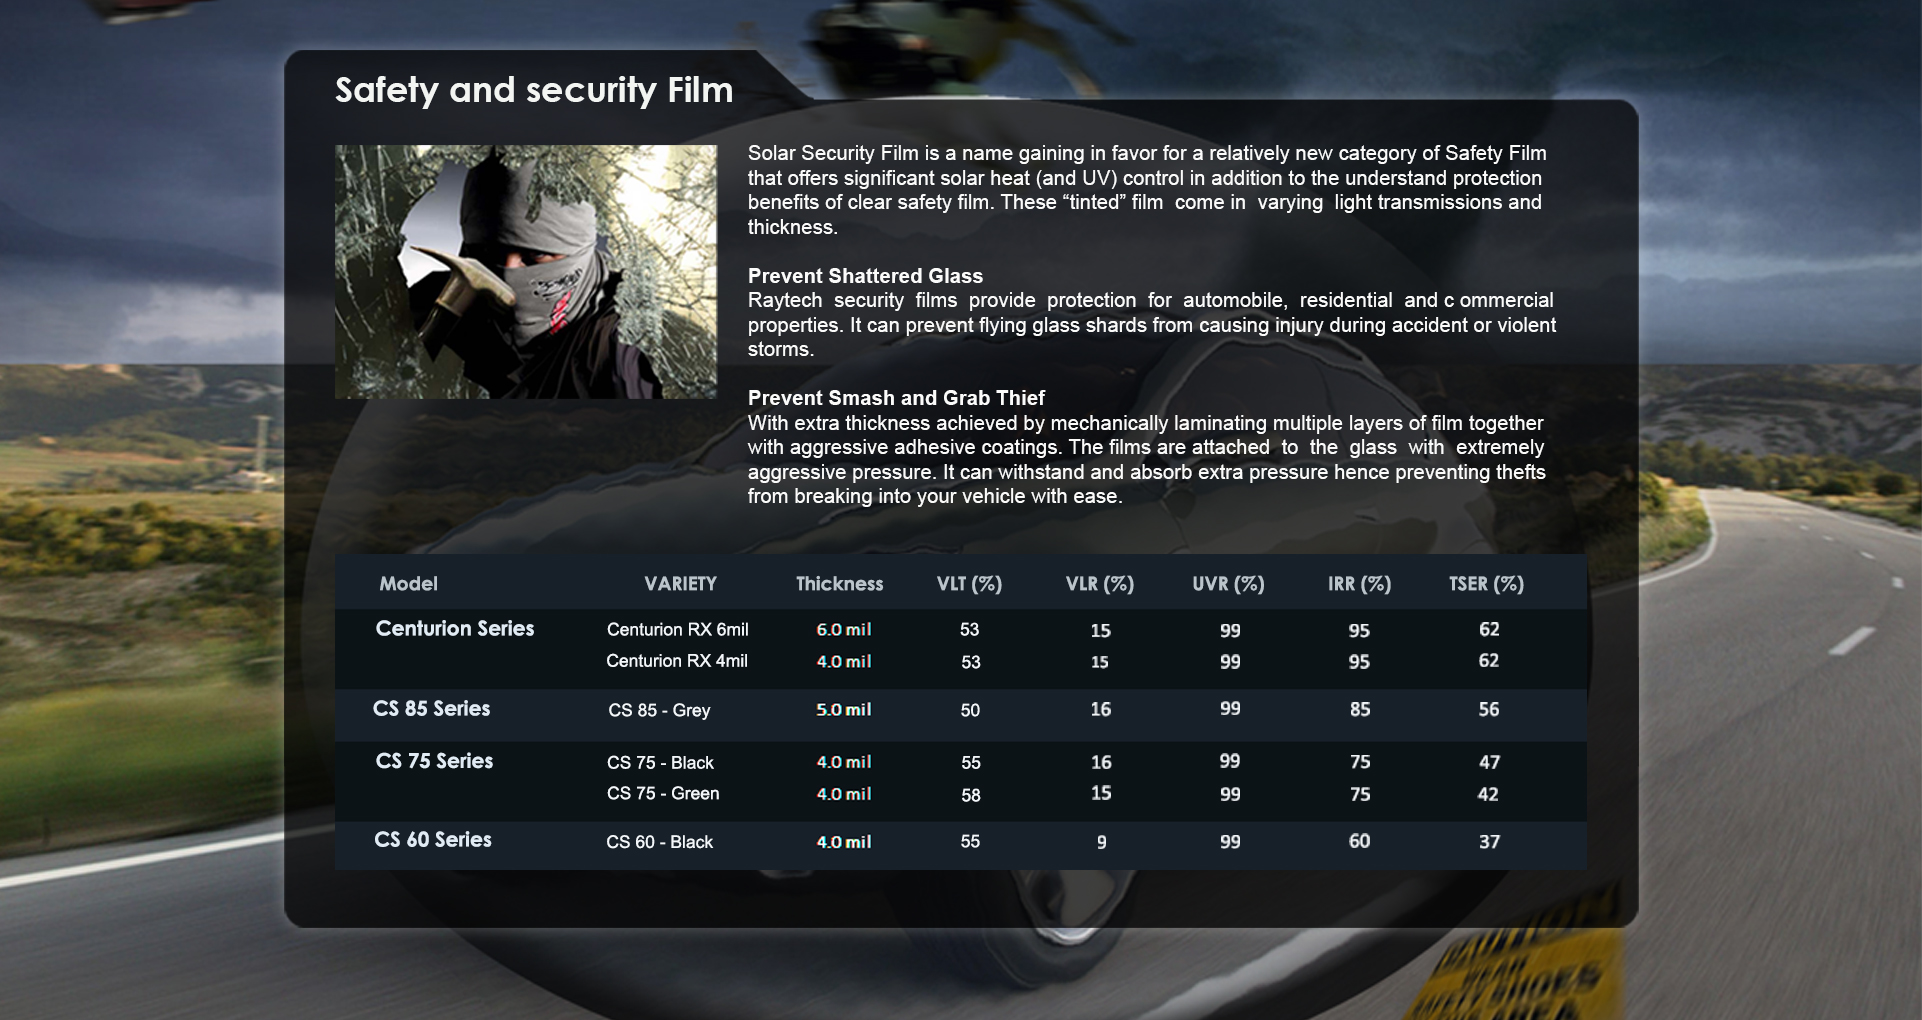 Safety and security Film
Solar Security Film is a name gaining in favor for a relatively new category of Safety Film
that offers significant solar heat (and UV) control in addition to the understand protection
benefits of clear safety film. These “tinted” film come in varying light transmissions and
thickness.
Prevent Shattered Glass
Raytech security films provide protection for automobile, residential and c ommercial
properties. It can prevent flying glass shards from causing injury during accident or violent
storms.
Prevent Smash and Grab Thief
With extra thickness achieved by mechanically laminating multiple layers of film together
with aggressive adhesive coatings. The films are attached to the glass with extremely
aggressive pressure. It can withstand and absorb extra pressure hence preventing thefts
from breaking into your vehicle with ease.
Model VARIETY Thickness VLT (%) VLR (%) UVR (%) IRR (%) TSER (%)
Centurion Series Centurion RX 6mil 6.0 mil 53 15 99 95 62
Centurion RX 4mil 4.0 mil 53 15 99 95 62
CS 85 Series CS 85 - Grey 5.0 mil 50 16 99 85 56
CS 75 Series CS 75 - Black 4.0 mil 55 16 99 75 47
CS 75 - Green 4.0 mil 58 15 99 75 42
CS 60 Series CS 60 - Black 4.0 mil 55 9 99 60 37
CAUTION
WEAR
SAFETY SHOES